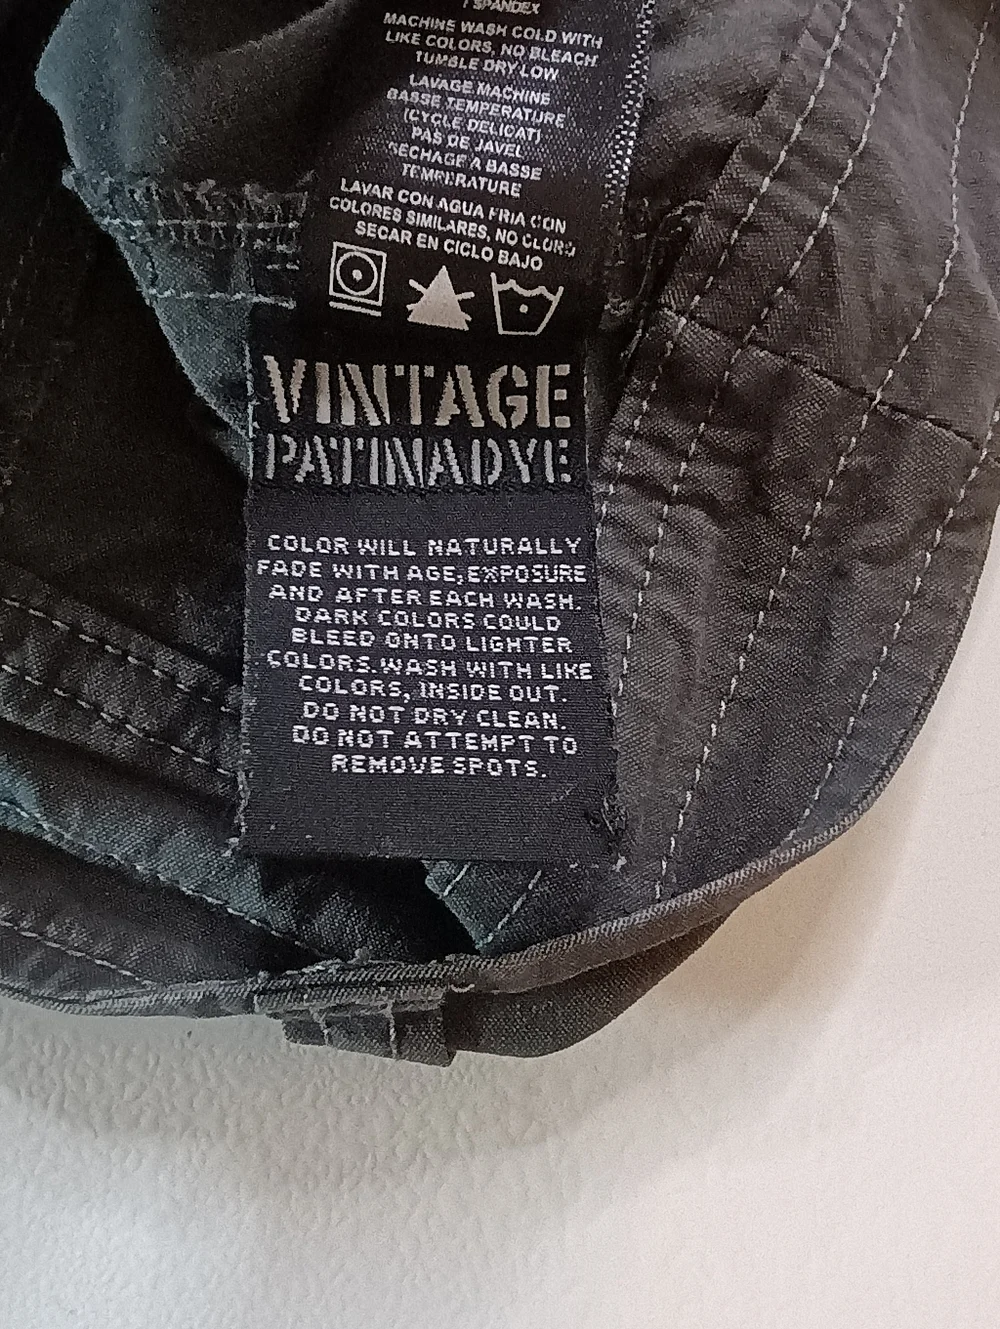 SPANDEX
MACHINE WASH COLD WITH
LIKE COLORS, NO BLEACH
TUMBLE DRY LOW
LAVAGE MACHINE
BASSE TEMPERATURE
(CYCLE DELICAT)
PAS DE JAVEL
SECHAGE A BASSE
TEMPERATURE
LAVAR CON AGUA FRIA CON
COLORES SIMILARES, NO CLORO
SECAR EN CICLO BAJO
VINTAGE
PATINADYE
COLOR WILL NATURALLY
FADE WITH AGE,EXPOSURE
AND AFTER EACH WASH.
DARK COLORS COULD
BLEED ONTO LIGHTER
COLORS.WASH WITH LIKE
COLORS, INSIDE OUT.
DO NOT DRY CLEAN.
DO NOT ATTEMPT TO
REMOVE SPOTS.